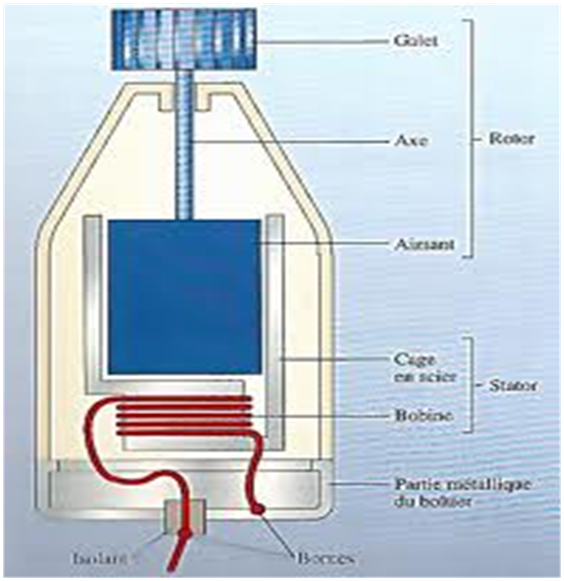 Galet
Axe
Rotor
Aimant
Cage
en acier
Stator
Bobine
Partie métallique
du boîtier
Isolant
Bornes